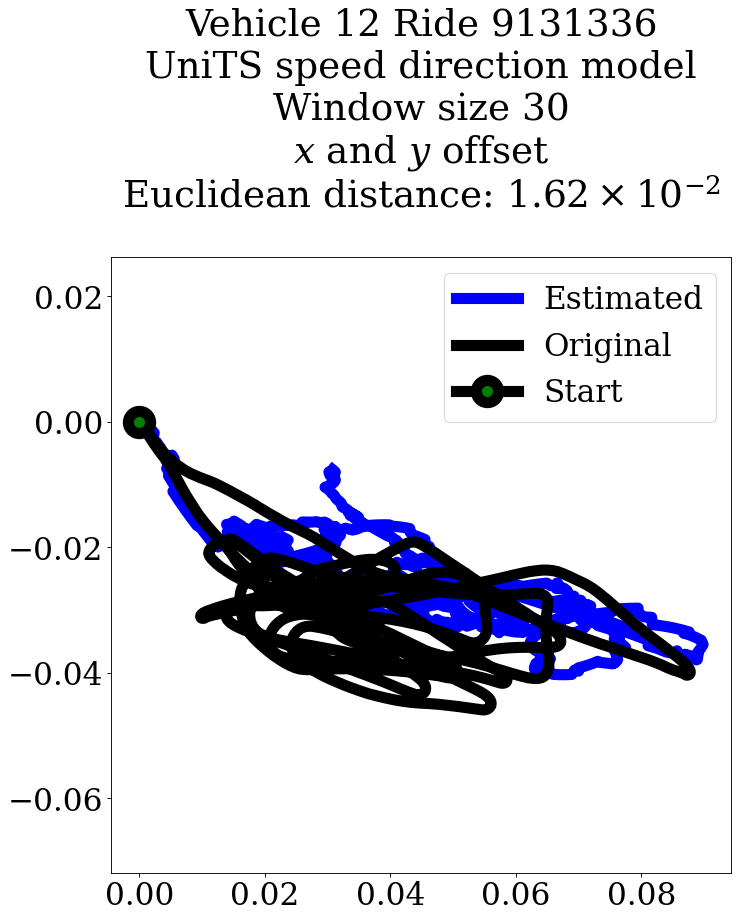 Vehicle 12 Ride 9131336
UniTS speed direction model
Window size 30
x and y offset
Euclidean distance: 1.62 × 10⁻²
Estimated
Original
Start
0.02
0.00
−0.02
−0.04
−0.06
0.00 0.02 0.04 0.06 0.08